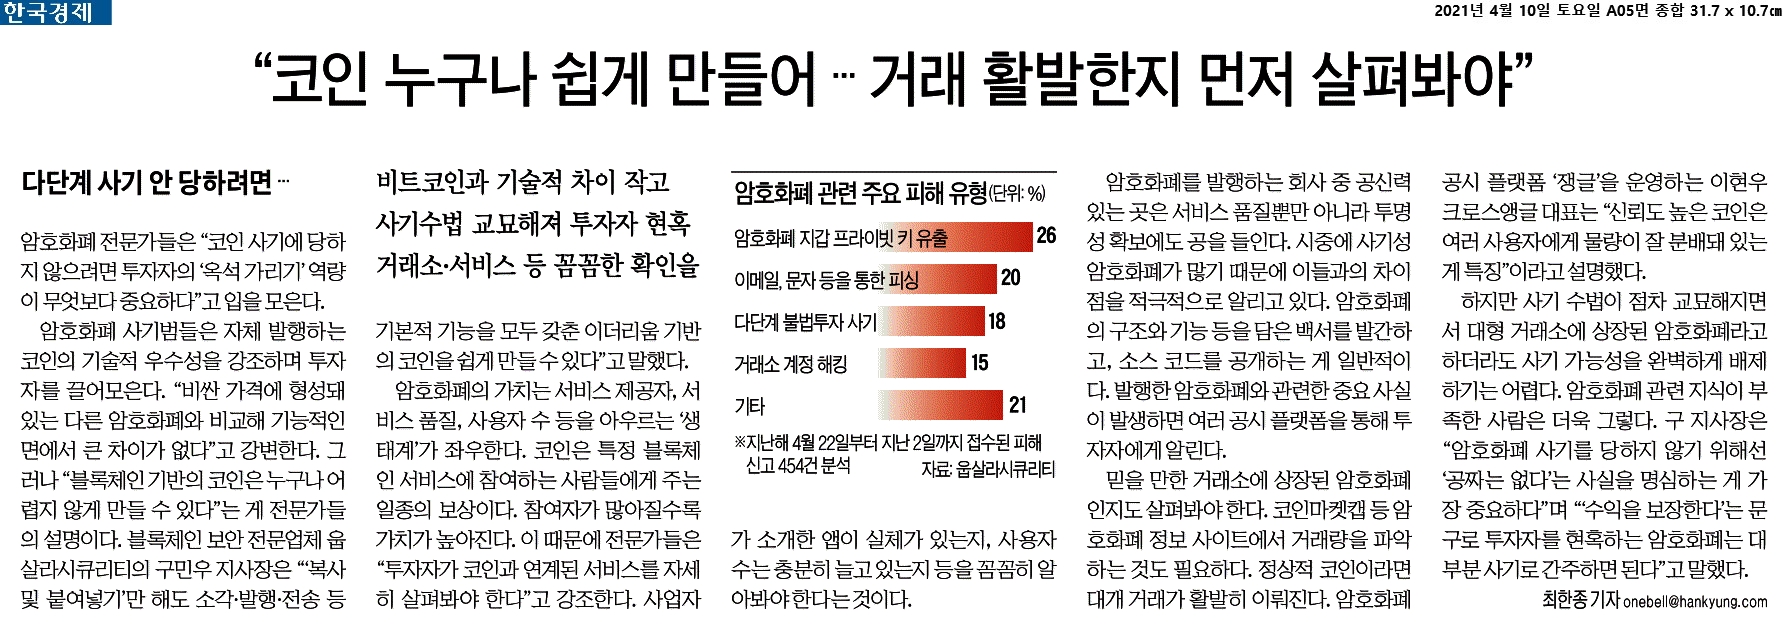 한국경제
2021년 4월 10일 토요일 A05면 종합 31.7 x 10.7㎝
“코인 누구나 쉽게 만들어 … 거래 활발한지 먼저 살펴봐야”
다단계 사기 안 당하려면…
암호화폐 전문가들은 “코인 사기에 당하
지 않으려면 투자자의 ‘옥석 가리기’ 역량
이 무엇보다 중요하다”고 입을 모은다.
암호화폐 사기범들은 자체 발행하는
코인의 기술적 우수성을 강조하며 투자
자를 끌어모은다. “비싼 가격에 형성돼
있는 다른 암호화폐와 비교해 기능적인
면에서 큰 차이가 없다”고 강변한다. 그
러나 “블록체인 기반의 코인은 누구나 어
렵지 않게 만들 수 있다”는 게 전문가들
의 설명이다. 블록체인 보안 전문업체 웁
살라시큐리티의 구민우 지사장은 “‘복사
및 붙여넣기’만 해도 소각·발행·전송 등
비트코인과 기술적 차이 작고
사기수법 교묘해져 투자자 현혹
거래소·서비스 등 꼼꼼한 확인을
기본적 기능을 모두 갖춘 이더리움 기반
의 코인을 쉽게 만들 수 있다”고 말했다.
암호화폐의 가치는 서비스 제공자, 서
비스 품질, 사용자 수 등을 아우르는 ‘생
태계’가 좌우한다. 코인은 특정 블록체
인 서비스에 참여하는 사람들에게 주는
일종의 보상이다. 참여자가 많아질수록
가치가 높아진다. 이 때문에 전문가들은
“투자자가 코인과 연계된 서비스를 자세
히 살펴봐야 한다”고 강조한다. 사업자
암호화폐 관련 주요 피해 유형(단위: %)
암호화폐 지갑 프라이빗 키 유출 26
이메일, 문자 등을 통한 피싱 20
다단계 불법투자 사기 18
거래소 계정 해킹 15
기타 21
※지난해 4월 22일부터 지난 2일까지 접수된 피해
신고 454건 분석 자료: 웁살라시큐리티
가 소개한 앱이 실체가 있는지, 사용자
수는 충분히 늘고 있는지 등을 꼼꼼히 알
아봐야 한다는 것이다.
암호화폐를 발행하는 회사 중 공신력
있는 곳은 서비스 품질뿐만 아니라 투명
성 확보에도 공을 들인다. 시중에 사기성
암호화폐가 많기 때문에 이들과의 차이
점을 적극적으로 알리고 있다. 암호화폐
의 구조와 기능 등을 담은 백서를 발간하
고, 소스 코드를 공개하는 게 일반적이
다. 발행한 암호화폐와 관련한 중요 사실
이 발생하면 여러 공시 플랫폼을 통해 투
자자에게 알린다.
믿을 만한 거래소에 상장된 암호화폐
인지도 살펴봐야 한다. 코인마켓캡 등 암
호화폐 정보 사이트에서 거래량을 파악
하는 것도 필요하다. 정상적 코인이라면
대개 거래가 활발히 이뤄진다. 암호화폐
공시 플랫폼 ‘쟁글’을 운영하는 이현우
크로스앵글 대표는 “신뢰도 높은 코인은
여러 사용자에게 물량이 잘 분배돼 있는
게 특징”이라고 설명했다.
하지만 사기 수법이 점차 교묘해지면
서 대형 거래소에 상장된 암호화폐라고
하더라도 사기 가능성을 완벽하게 배제
하기는 어렵다. 암호화폐 관련 지식이 부
족한 사람은 더욱 그렇다. 구 지사장은
“암호화폐 사기를 당하지 않기 위해선
‘공짜는 없다’는 사실을 명심하는 게 가
장 중요하다”며 “‘수익을 보장한다’는 문
구로 투자자를 현혹하는 암호화폐는 대
부분 사기로 간주하면 된다”고 말했다.
최한종 기자 onebell@hankyung.com